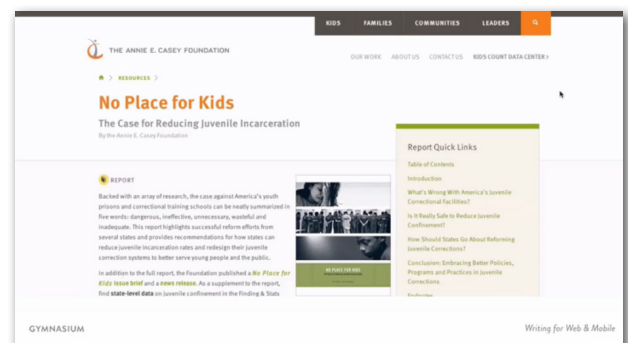 KIDS FAMILIES COMMUNITIES LEADERS
THE ANNIE E. CASEY FOUNDATION
OUR WORK ABOUT US CONTACT US KIDS COUNT DATA CENTER ›
> RESOURCES >
No Place for Kids
The Case for Reducing Juvenile Incarceration
By the Annie E. Casey Foundation
REPORT
Backed with an array of research, the case against America's youth
prisons and correctional training schools can be neatly summarized in
five words: dangerous, ineffective, unnecessary, wasteful and
inadequate. This report highlights successful reform efforts from
several states and provides recommendations for how states can
reduce juvenile incarceration rates and redesign their juvenile
correction systems to better serve young people and the public.
In addition to the full report, the Foundation published a No Place for
Kids issue brief and a news release. As a supplement to the report,
find state-level data on juvenile confinement in the Finding & Stats
NO PLACE FOR KIDS
Report Quick Links
Table of Contents
Introduction
What's Wrong With America's Juvenile
Correctional Facilities?
Is It Really Safe to Reduce Juvenile
Confinement?
How Should States Go About Reforming
Juvenile Corrections?
Conclusion: Embracing Better Policies,
Programs and Practices in Juvenile
Corrections
Endnotes
GYMNASIUM
Writing for Web & Mobile